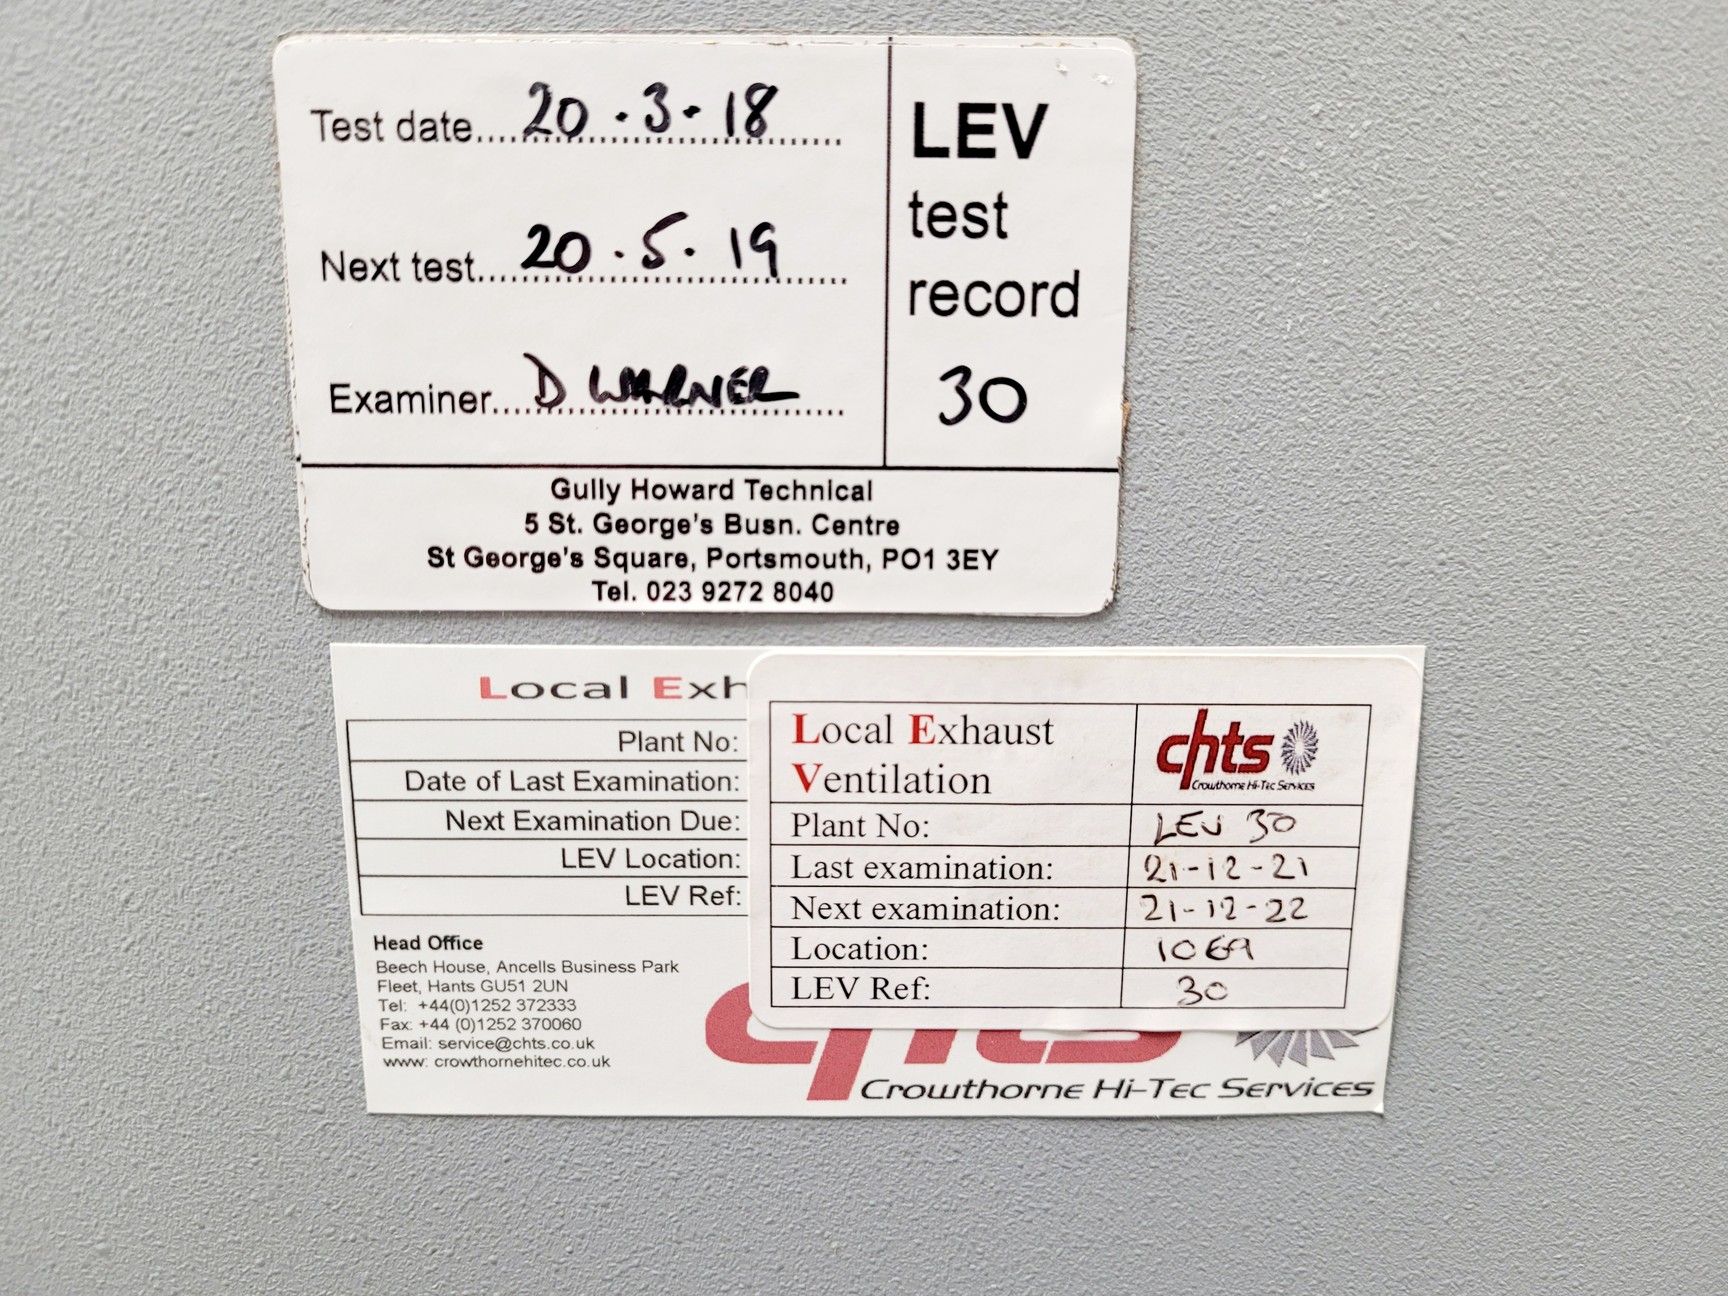 Test date.... 20 . 3 . 18
Next test.... 20 . 5 . 19
Examiner.... D WARNER
LEV
test
record
30
Gully Howard Technical
5 St. George's Busn. Centre
St George's Square, Portsmouth, PO1 3EY
Tel. 023 9272 8040
Local Exh
Plant No:
Date of Last Examination:
Next Examination Due:
LEV Location:
LEV Ref:
Head Office
Beech House, Ancells Business Park
Fleet, Hants GU51 2UN
Tel: +44(0)1252 372333
Fax: +44 (0)1252 370060
Email: service@chts.co.uk
www: crowthornehitec.co.uk
chts
Crowthorne Hi-Tec Services
Local Exhaust
Ventilation
chts
Crowthorne Hi-Tec Services
Plant No: LEV 30
Last examination: 21-12-21
Next examination: 21-12-22
Location:
LEV Ref: 30